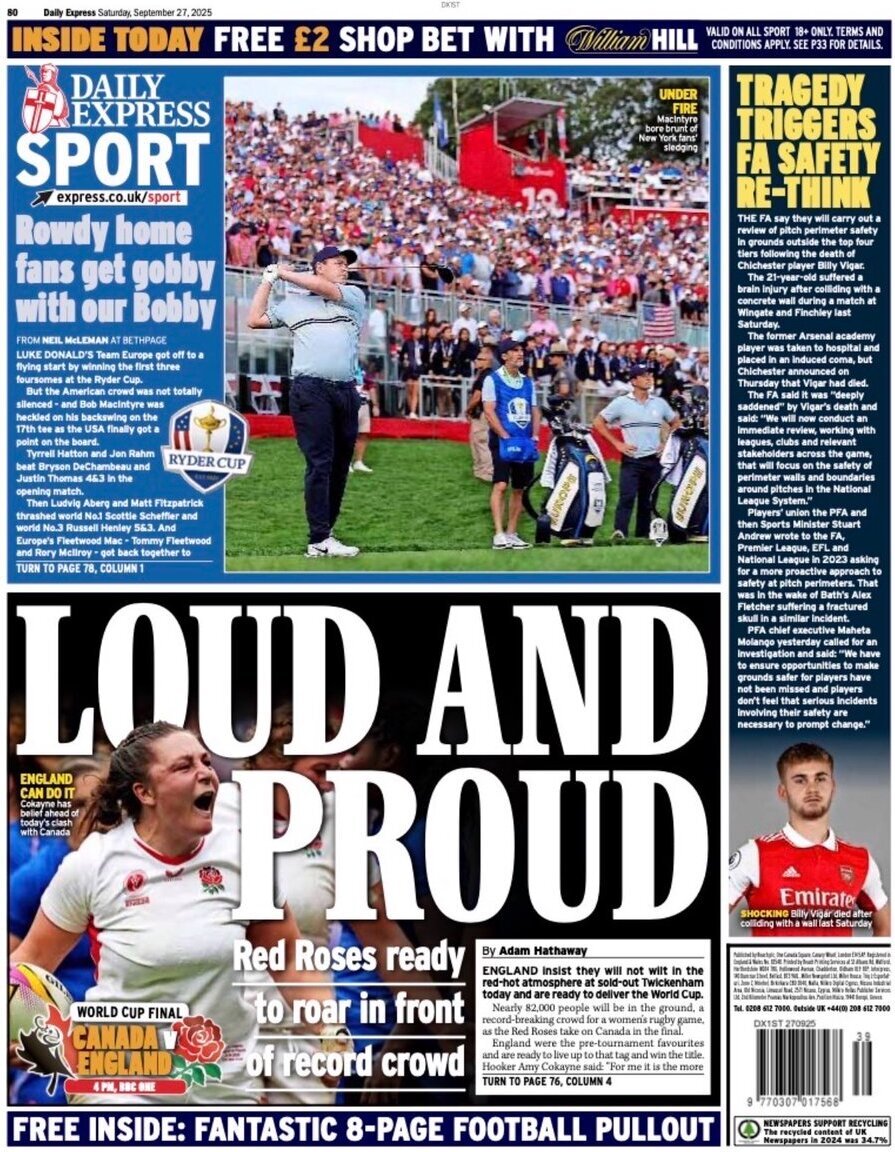 DX1ST
80 Daily Express Saturday, September 27, 2025
INSIDE TODAY FREE £2 SHOP BET WITH William HILL
VALID ON ALL SPORT 18+ ONLY. TERMS AND
CONDITIONS APPLY. SEE P33 FOR DETAILS.
DAILY
EXPRESS
SPORT
express.co.uk/sport
Rowdy home
fans get gobby
with our Bobby
FROM NEIL McLEMAN AT BETHPAGE
LUKE DONALD'S Team Europe got off to a
flying start by winning the first three
foursomes at the Ryder Cup.
But the American crowd was not totally
silenced - and Bob MacIntyre was
heckled on his backswing on the
17th tee as the USA finally got a
point on the board.
Tyrrell Hatton and Jon Rahm
beat Bryson DeChambeau and
Justin Thomas 4&3 in the
opening match.
Then Ludvig Aberg and Matt Fitzpatrick
thrashed world No.1 Scottie Scheffler and
world No.3 Russell Henley 5&3. And
Europe's Fleetwood Mac - Tommy Fleetwood
and Rory McIlroy - got back together to
TURN TO PAGE 78, COLUMN 1
RYDER CUP
UNDER
FIRE
MacIntyre
bore brunt of
New York fans'
sledging
TRAGEDY
TRIGGERS
FA SAFETY
RE-THINK
THE FA say they will carry out a
review of pitch perimeter safety
in grounds outside the top four
tiers following the death of
Chichester player Billy Vigar.
The 21-year-old suffered a
brain injury after colliding with a
concrete wall during a match at
Wingate and Finchley last
Saturday.
The former Arsenal academy
player was taken to hospital and
placed in an induced coma, but
Chichester announced on
Thursday that Vigar had died.
The FA said it was "deeply
saddened" by Vigar's death and
said: "We will now conduct an
immediate review, working with
leagues, clubs and relevant
stakeholders across the game,
that will focus on the safety of
perimeter walls and boundaries
around pitches in the National
League System."
Players' union the PFA and
then Sports Minister Stuart
Andrew wrote to the FA,
Premier League, EFL and
National League in 2023 asking
for a more proactive approach to
safety at pitch perimeters. That
was in the wake of Bath's Alex
Fletcher suffering a fractured
skull in a similar incident.
PFA chief executive Maheta
Molango yesterday called for an
investigation and said: "We have
to ensure opportunities to make
grounds safer for players have
not been missed and players
don't feel that serious incidents
involving their safety are
necessary to prompt change."
Emirates
SHOCKING Billy Vigar died after
colliding with a wall last Saturday
LOUD AND
PROUD
ENGLAND
CAN DO IT
Cokayne has
belief ahead of
today's clash
with Canada
Red Roses ready
to roar in front
of record crowd
WORLD CUP FINAL
CANADA v
ENGLAND
4 PM, BBC ONE
By Adam Hathaway
ENGLAND insist they will not wilt in the
red-hot atmosphere at sold-out Twickenham
today and are ready to deliver the World Cup.
Nearly 82,000 people will be in the ground, a
record-breaking crowd for a women's rugby game,
as the Red Roses take on Canada in the final.
England were the pre-tournament favourites
and are ready to live up to that tag and win the title.
Hooker Amy Cokayne said: "For me it is the more
TURN TO PAGE 76, COLUMN 4
Tel. 0208 612 7000. Outside UK +44(0) 208 612 7000
DX1ST 270925
39
9 770307 017568
NEWSPAPERS SUPPORT RECYCLING
The recycled content of UK
Newspapers in 2024 was 34.7%
FREE INSIDE: FANTASTIC 8-PAGE FOOTBALL PULLOUT